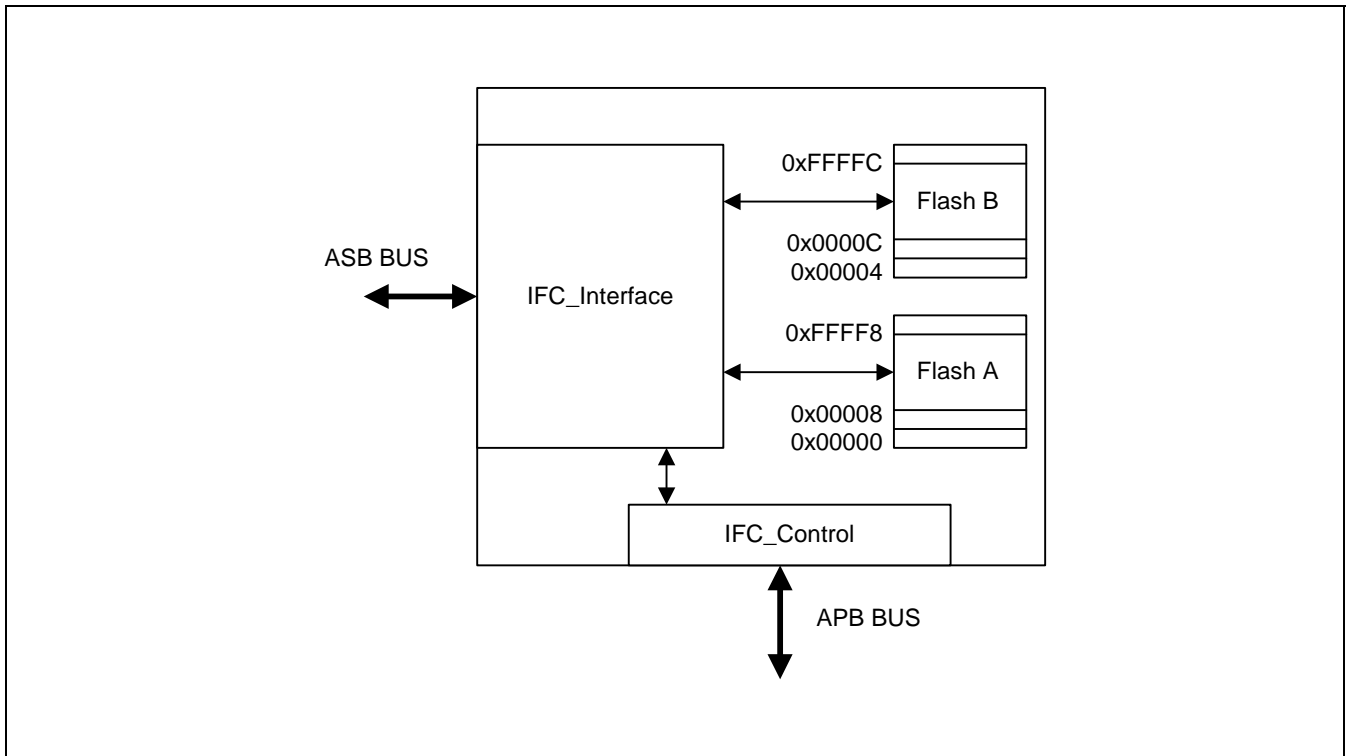 0xFFFFC
Flash B
0x0000C
0x00004
ASB BUS
IFC_Interface
0xFFFF8
Flash A
0x00008
0x00000
IFC_Control
APB BUS